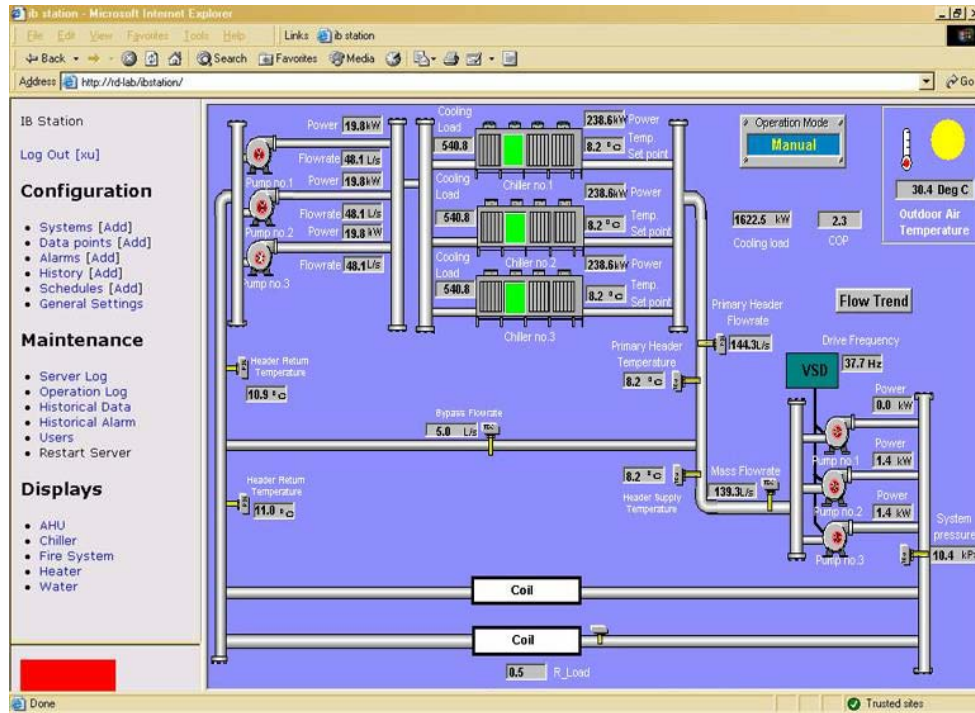 ib station - Microsoft Internet Explorer
File Edit View Favorites Tools Help Links ib station
Back Search Favorites Media
Address http://rd-lab/ibstation/ Go
IB Station
Log Out [xu]
Configuration
Systems [Add]
Data points [Add]
Alarms [Add]
History [Add]
Schedules [Add]
General Settings
Maintenance
Server Log
Operation Log
Historical Data
Historical Alarm
Users
Restart Server
Displays
AHU
Chiller
Fire System
Heater
Water
Power 19.8kW
Flowrate 48.1 L/s
Pump no.1
Power 19.8kW
Flowrate 48.1 L/s
Pump no.2
Power 19.8 kW
Flowrate 48.1L/s
Pump no.3
Cooling Load
540.8
238.6kW Power
8.2 °C Temp. Set point
Chiller no.1
Cooling Load
540.8
238.6kW Power
8.2 °C Temp. Set point
Chiller no.2
Cooling Load
540.8
238.6kW Power
8.2 °C Temp. Set point
Chiller no.3
Operation Mode
Manual
30.4 Deg C
Outdoor Air
Temperature
1622.5 kW
Cooling load
2.3
COP
Flow Trend
Primary Header
Flowrate
144.3L/s
Primary Header
Temperature
8.2 °C
Drive Frequency
37.7 Hz
VSD
Power
0.0 kW
Pump no.1
Power
1.4 kW
Pump no.2
Power
1.4 kW
Pump no.3
System
pressure
10.4
Header Return
Temperature
10.9 °C
Bypass Flowrate
5.0 L/s
Header Return
Temperature
11.0 °C
8.2 °C
Header Supply
Temperature
Mass Flowrate
139.3L/s
Coil
Coil
0.5 R_Load
Done Trusted sites